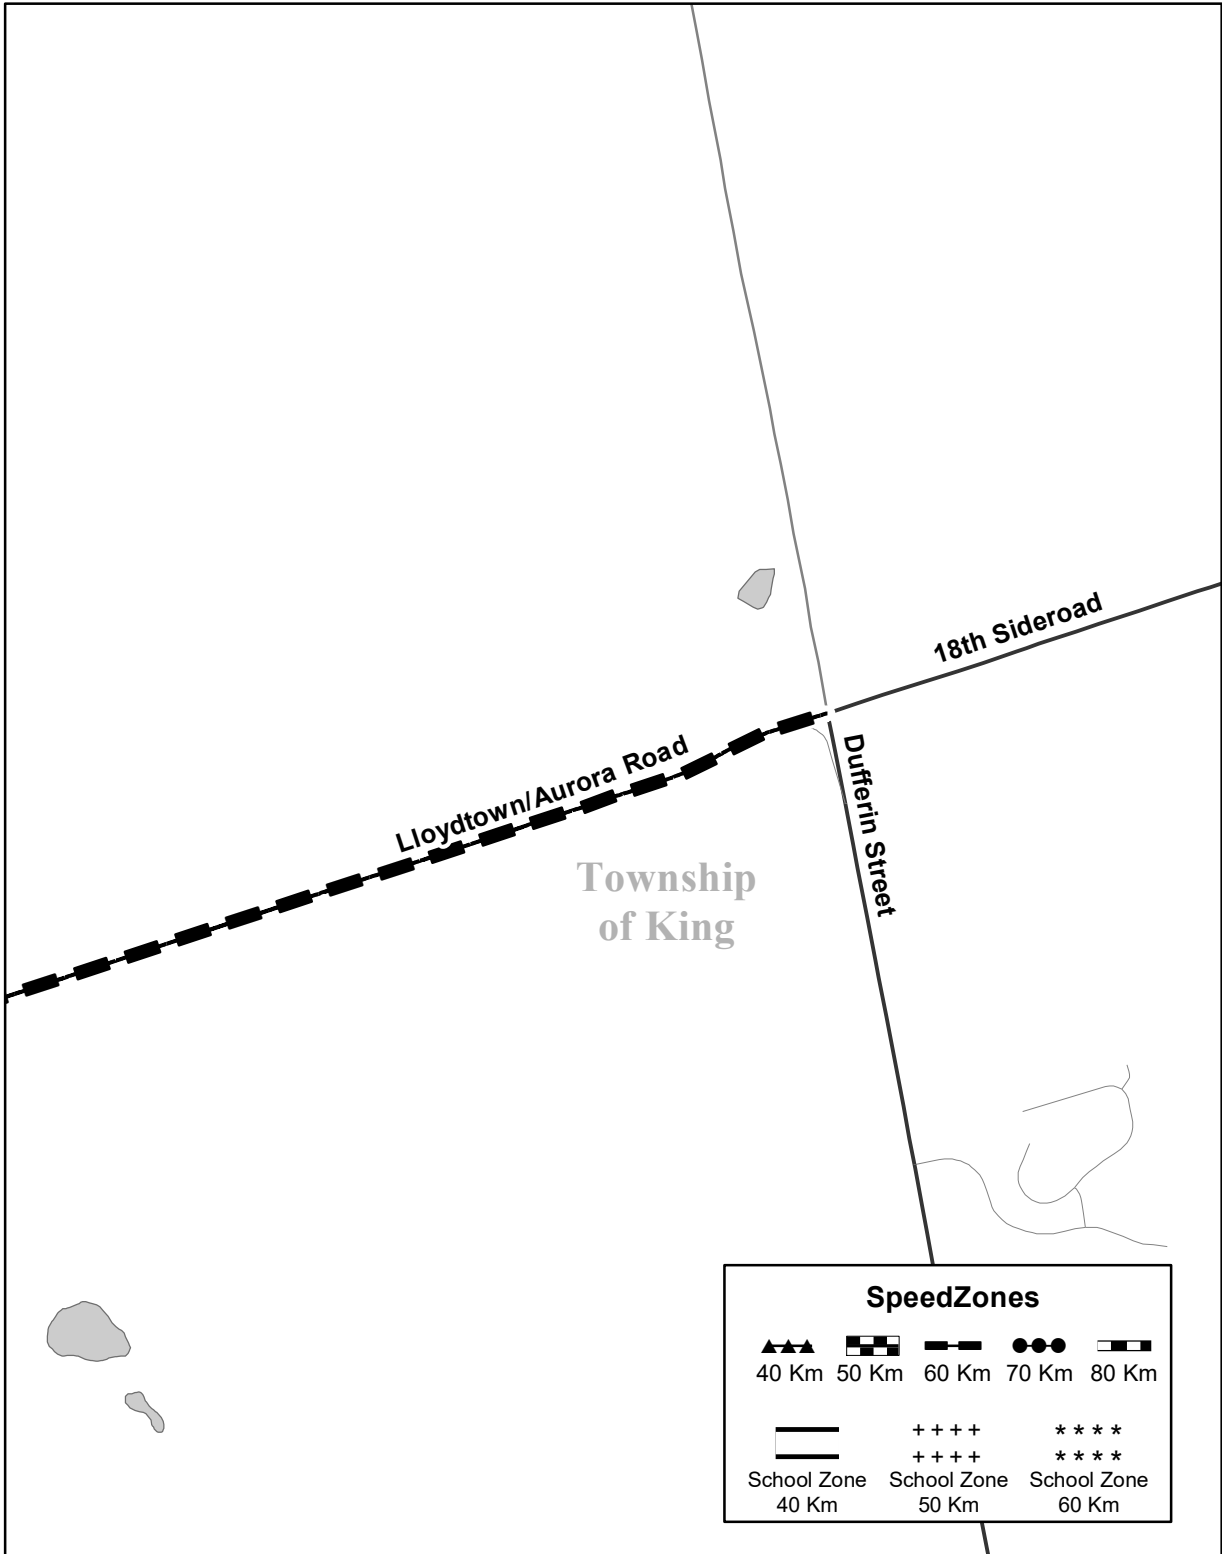 18th Sideroad
Lloydtown/Aurora Road
Dufferin Street
Township
of King
SpeedZones
40 Km 50 Km 60 Km 70 Km 80 Km
School Zone School Zone School Zone
40 Km 50 Km 60 Km